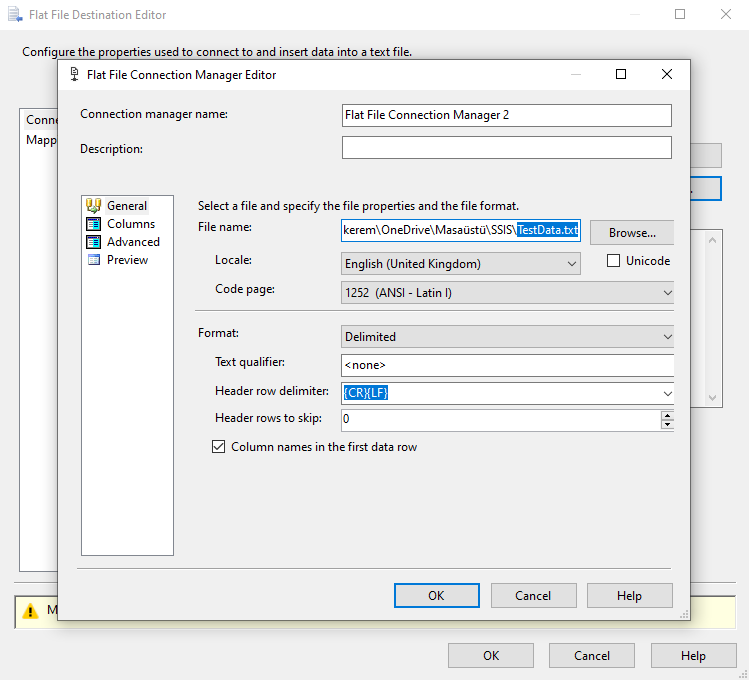 Flat File Destination Editor
Configure the properties used to connect to and insert data into a text file.
Flat File Connection Manager Editor
Connection manager name:
Flat File Connection Manager 2
Description:
General
Columns
Advanced
Preview
Select a file and specify the file properties and the file format.
File name:
kerem\OneDrive\Masaüstü\SSIS\TestData.txt
Browse...
Locale:
English (United Kingdom)
Unicode
Code page:
1252 (ANSI - Latin I)
Format:
Delimited
Text qualifier:
<none>
Header row delimiter:
{CR}{LF}
Header rows to skip:
0
Column names in the first data row
OK
Cancel
Help
OK
Cancel
Help